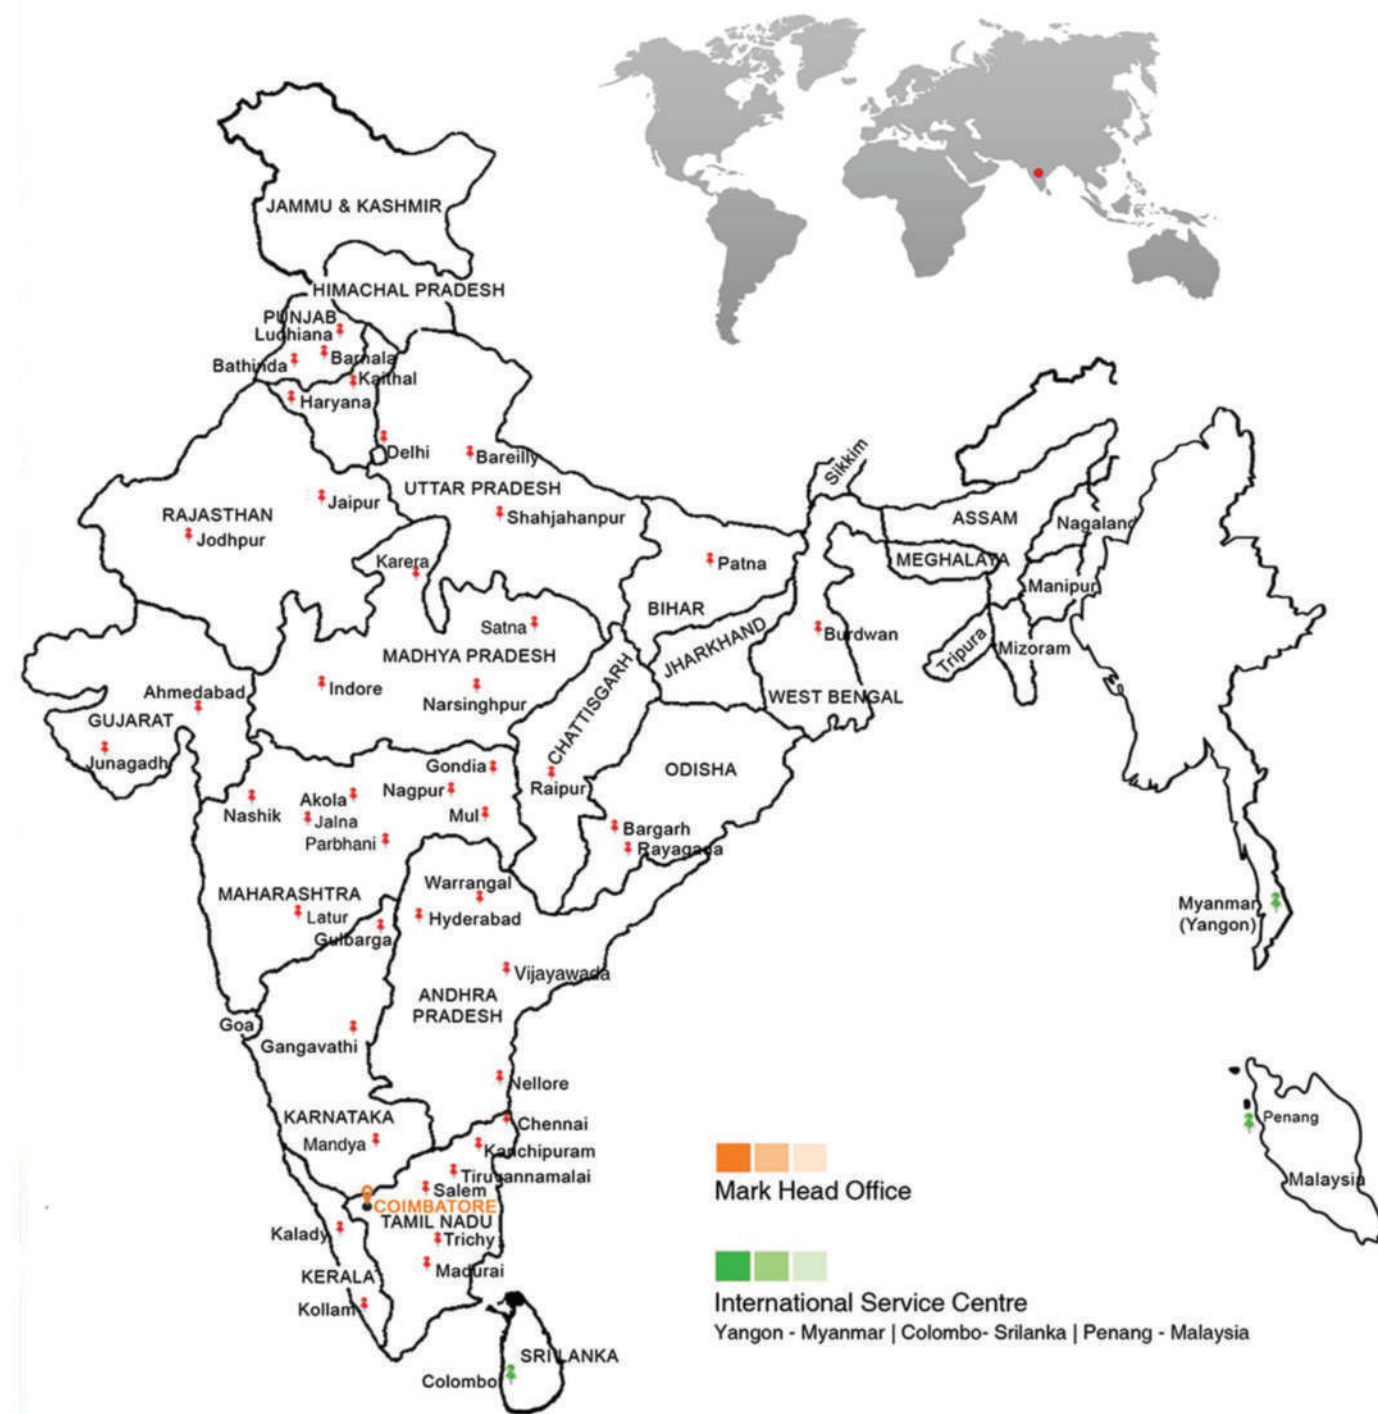 JAMMU & KASHMIR
HIMACHAL PRADESH
PUNJAB
Ludhiana
Barnala
Bathinda
Kaithal
Haryana
Delhi
Bareilly
UTTAR PRADESH
Sikkim
Jaipur
RAJASTHAN
Shahjahanpur
ASSAM
Nagaland
Jodhpur
Karera
Patna
MEGHALAYA
Manipur
BIHAR
Satna
JHARKHAND
Burdwan
Tripura
Mizoram
MADHYA PRADESH
Indore
Narsinghpur
CHATTISGARH
WEST BENGAL
Ahmedabad
GUJARAT
Junagadh
Gondia
ODISHA
Nagpur
Raipur
Akola
Nashik
Jalna
Mul
Parbhani
Bargarh
Rayagada
Warrangal
MAHARASHTRA
Latur
Hyderabad
Gulbarga
Myanmar
(Yangon)
Vijayawada
ANDHRA
PRADESH
Goa
Gangavathi
Nellore
KARNATAKA
Chennai
Penang
Mandya
Kanchipuram
Tiruvannamalai
Malaysia
Salem
COIMBATORE
TAMIL NADU
Kalady
Trichy
Madurai
KERALA
Kollam
SRI LANKA
Colombo
Mark Head Office
International Service Centre
Yangon - Myanmar | Colombo- Srilanka | Penang - Malaysia